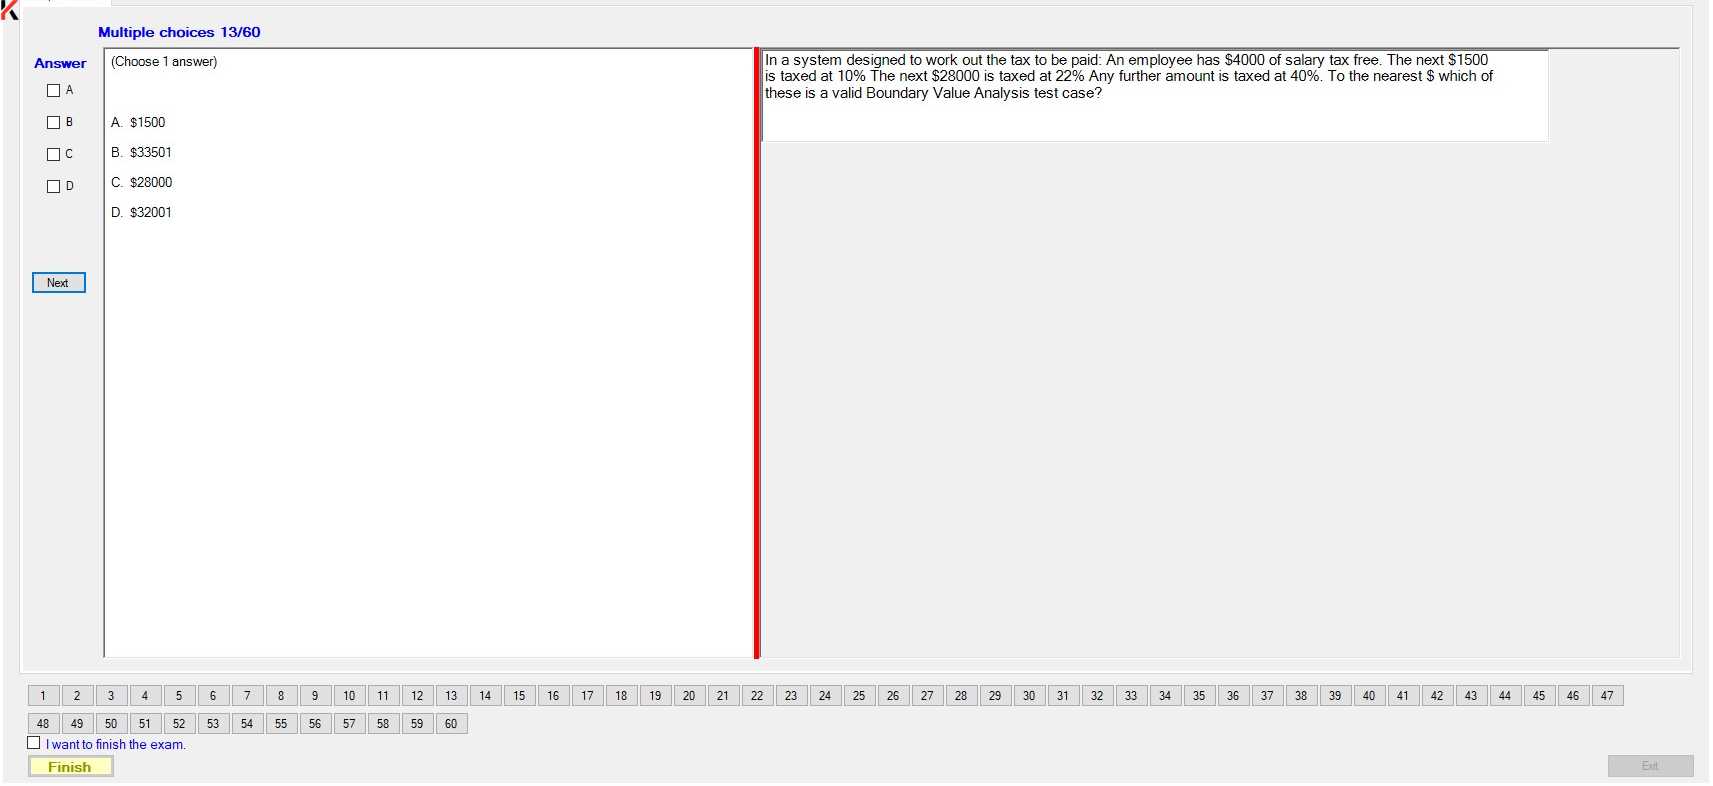 Multiple choices 13/60
Answer
A
B
C
D
Next
(Choose 1 answer)
A. $1500
B. $33501
C. $28000
D. $32001
In a system designed to work out the tax to be paid: An employee has $4000 of salary tax free. The next $1500
is taxed at 10% The next $28000 is taxed at 22% Any further amount is taxed at 40%. To the nearest $ which of
these is a valid Boundary Value Analysis test case?
1 2 3 4 5 6 7 8 9 10 11 12 13 14 15 16 17 18 19 20 21 22 23 24 25 26 27 28 29 30 31 32 33 34 35 36 37 38 39 40 41 42 43 44 45 46 47
48 49 50 51 52 53 54 55 56 57 58 59 60
I want to finish the exam.
Finish
Exit